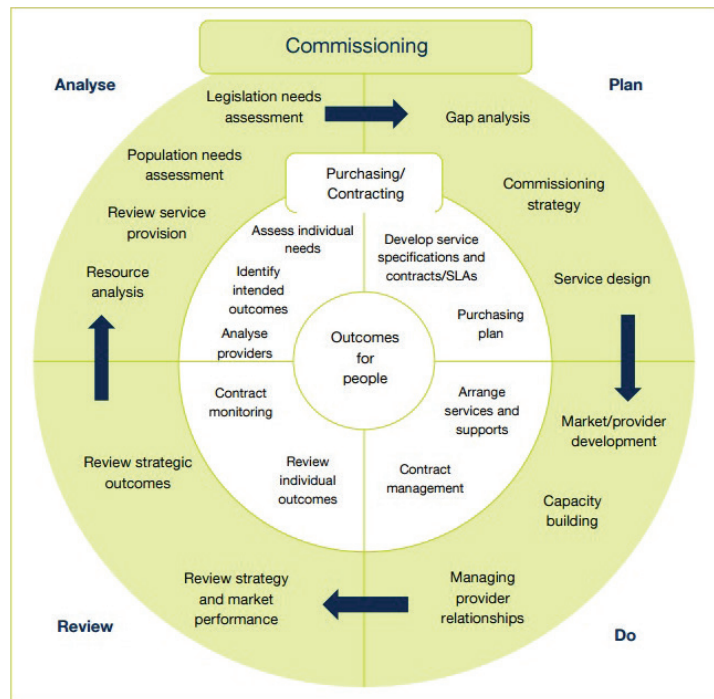 Commissioning
Analyse
Plan
Legislation needs
assessment
Gap analysis
Population needs
assessment
Purchasing/
Contracting
Commissioning
strategy
Review service
provision
Assess individual
needs
Develop service
specifications and
contracts/SLAs
Resource
analysis
Identify
intended
outcomes
Service design
Analyse
providers
Outcomes
for
people
Purchasing
plan
Contract
monitoring
Arrange
services and
supports
Market/provider
development
Review strategic
outcomes
Review
individual
outcomes
Contract
management
Capacity
building
Review strategy
and market
performance
Managing
provider
relationships
Review
Do